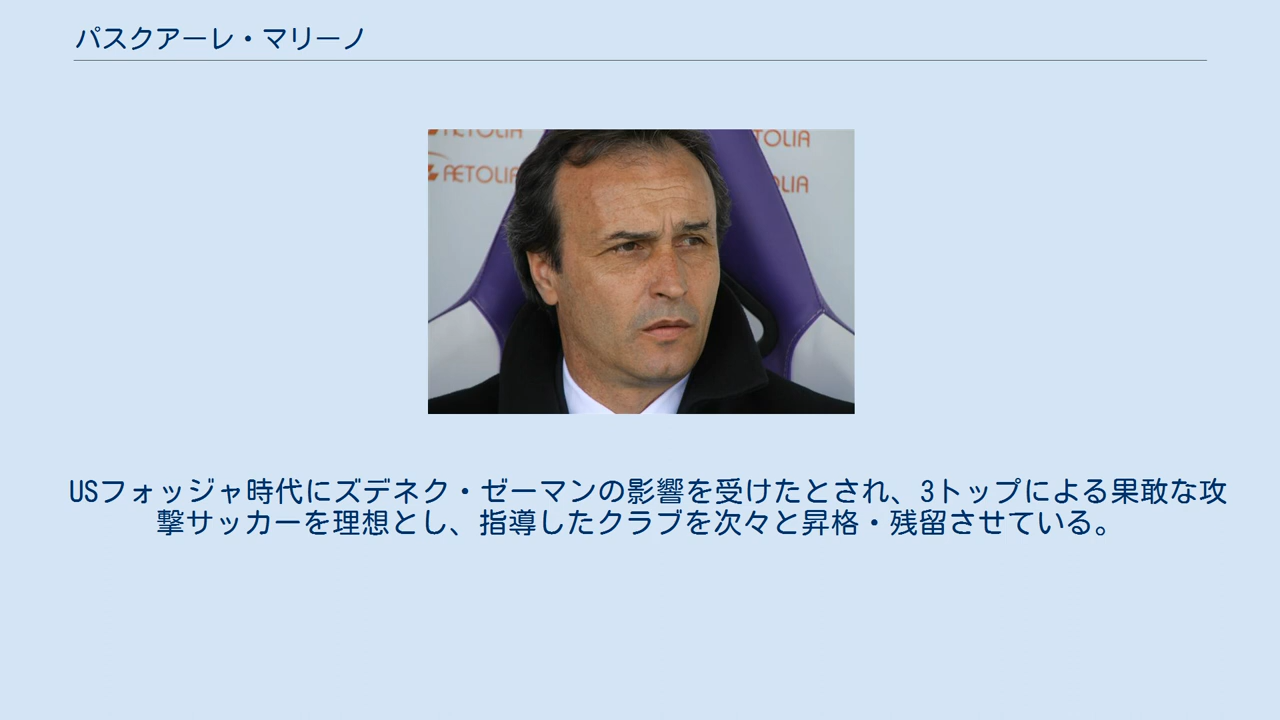 パスクアーレ・マリーノ
ÆTOLIA
TOLIA
ÆTOLIA
OLIA
USフォッジャ時代にズデネク・ゼーマンの影響を受けたとされ、3トップによる果敢な攻
撃サッカーを理想とし、指導したクラブを次々と昇格・残留させている。